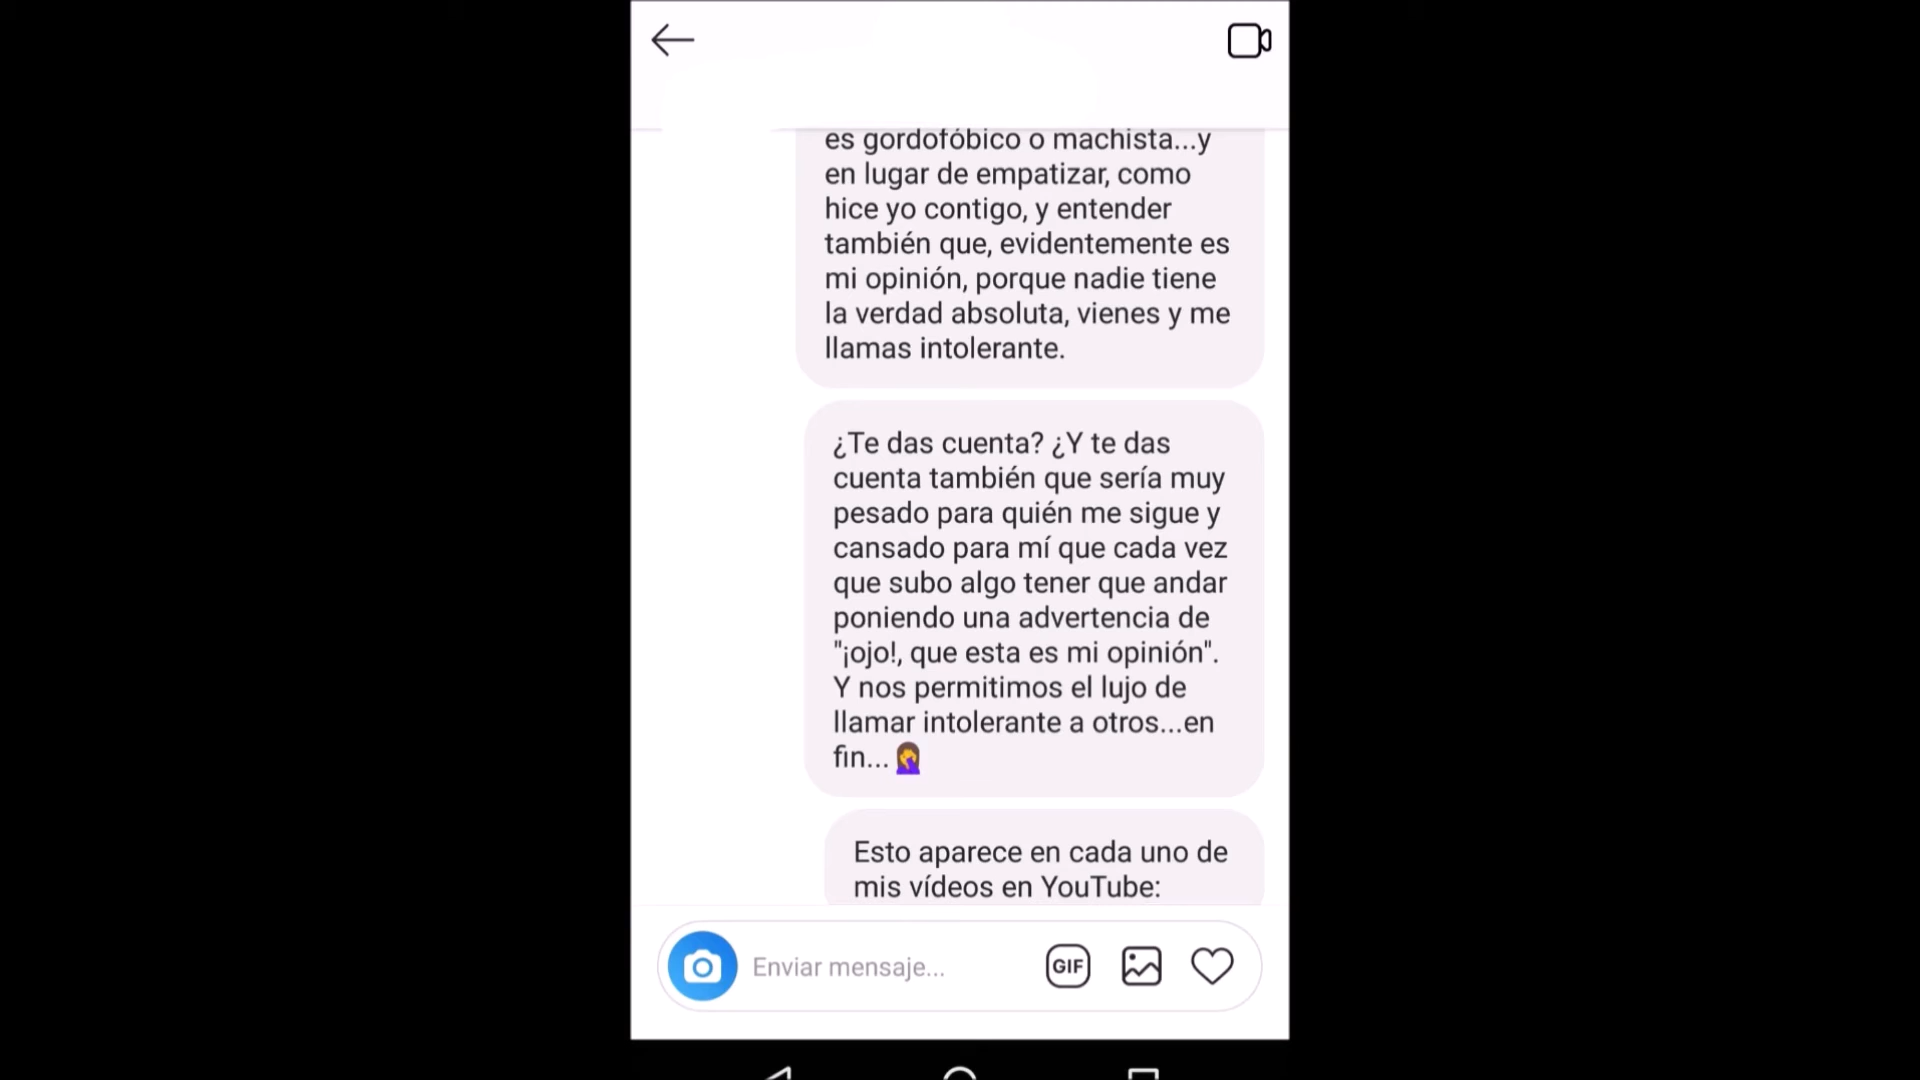 es gordofóbico o machista...y
en lugar de empatizar, como
hice yo contigo, y entender
también que, evidentemente es
mi opinión, porque nadie tiene
la verdad absoluta, vienes y me
llamas intolerante.
¿Te das cuenta? ¿Y te das
cuenta también que sería muy
pesado para quién me sigue y
cansado para mí que cada vez
que subo algo tener que andar
poniendo una advertencia de
"¡ojo!, que esta es mi opinión".
Y nos permitimos el lujo de
llamar intolerante a otros...en
fin...🤦‍♀️
Esto aparece en cada uno de
mis vídeos en YouTube:
Enviar mensaje...
GIF